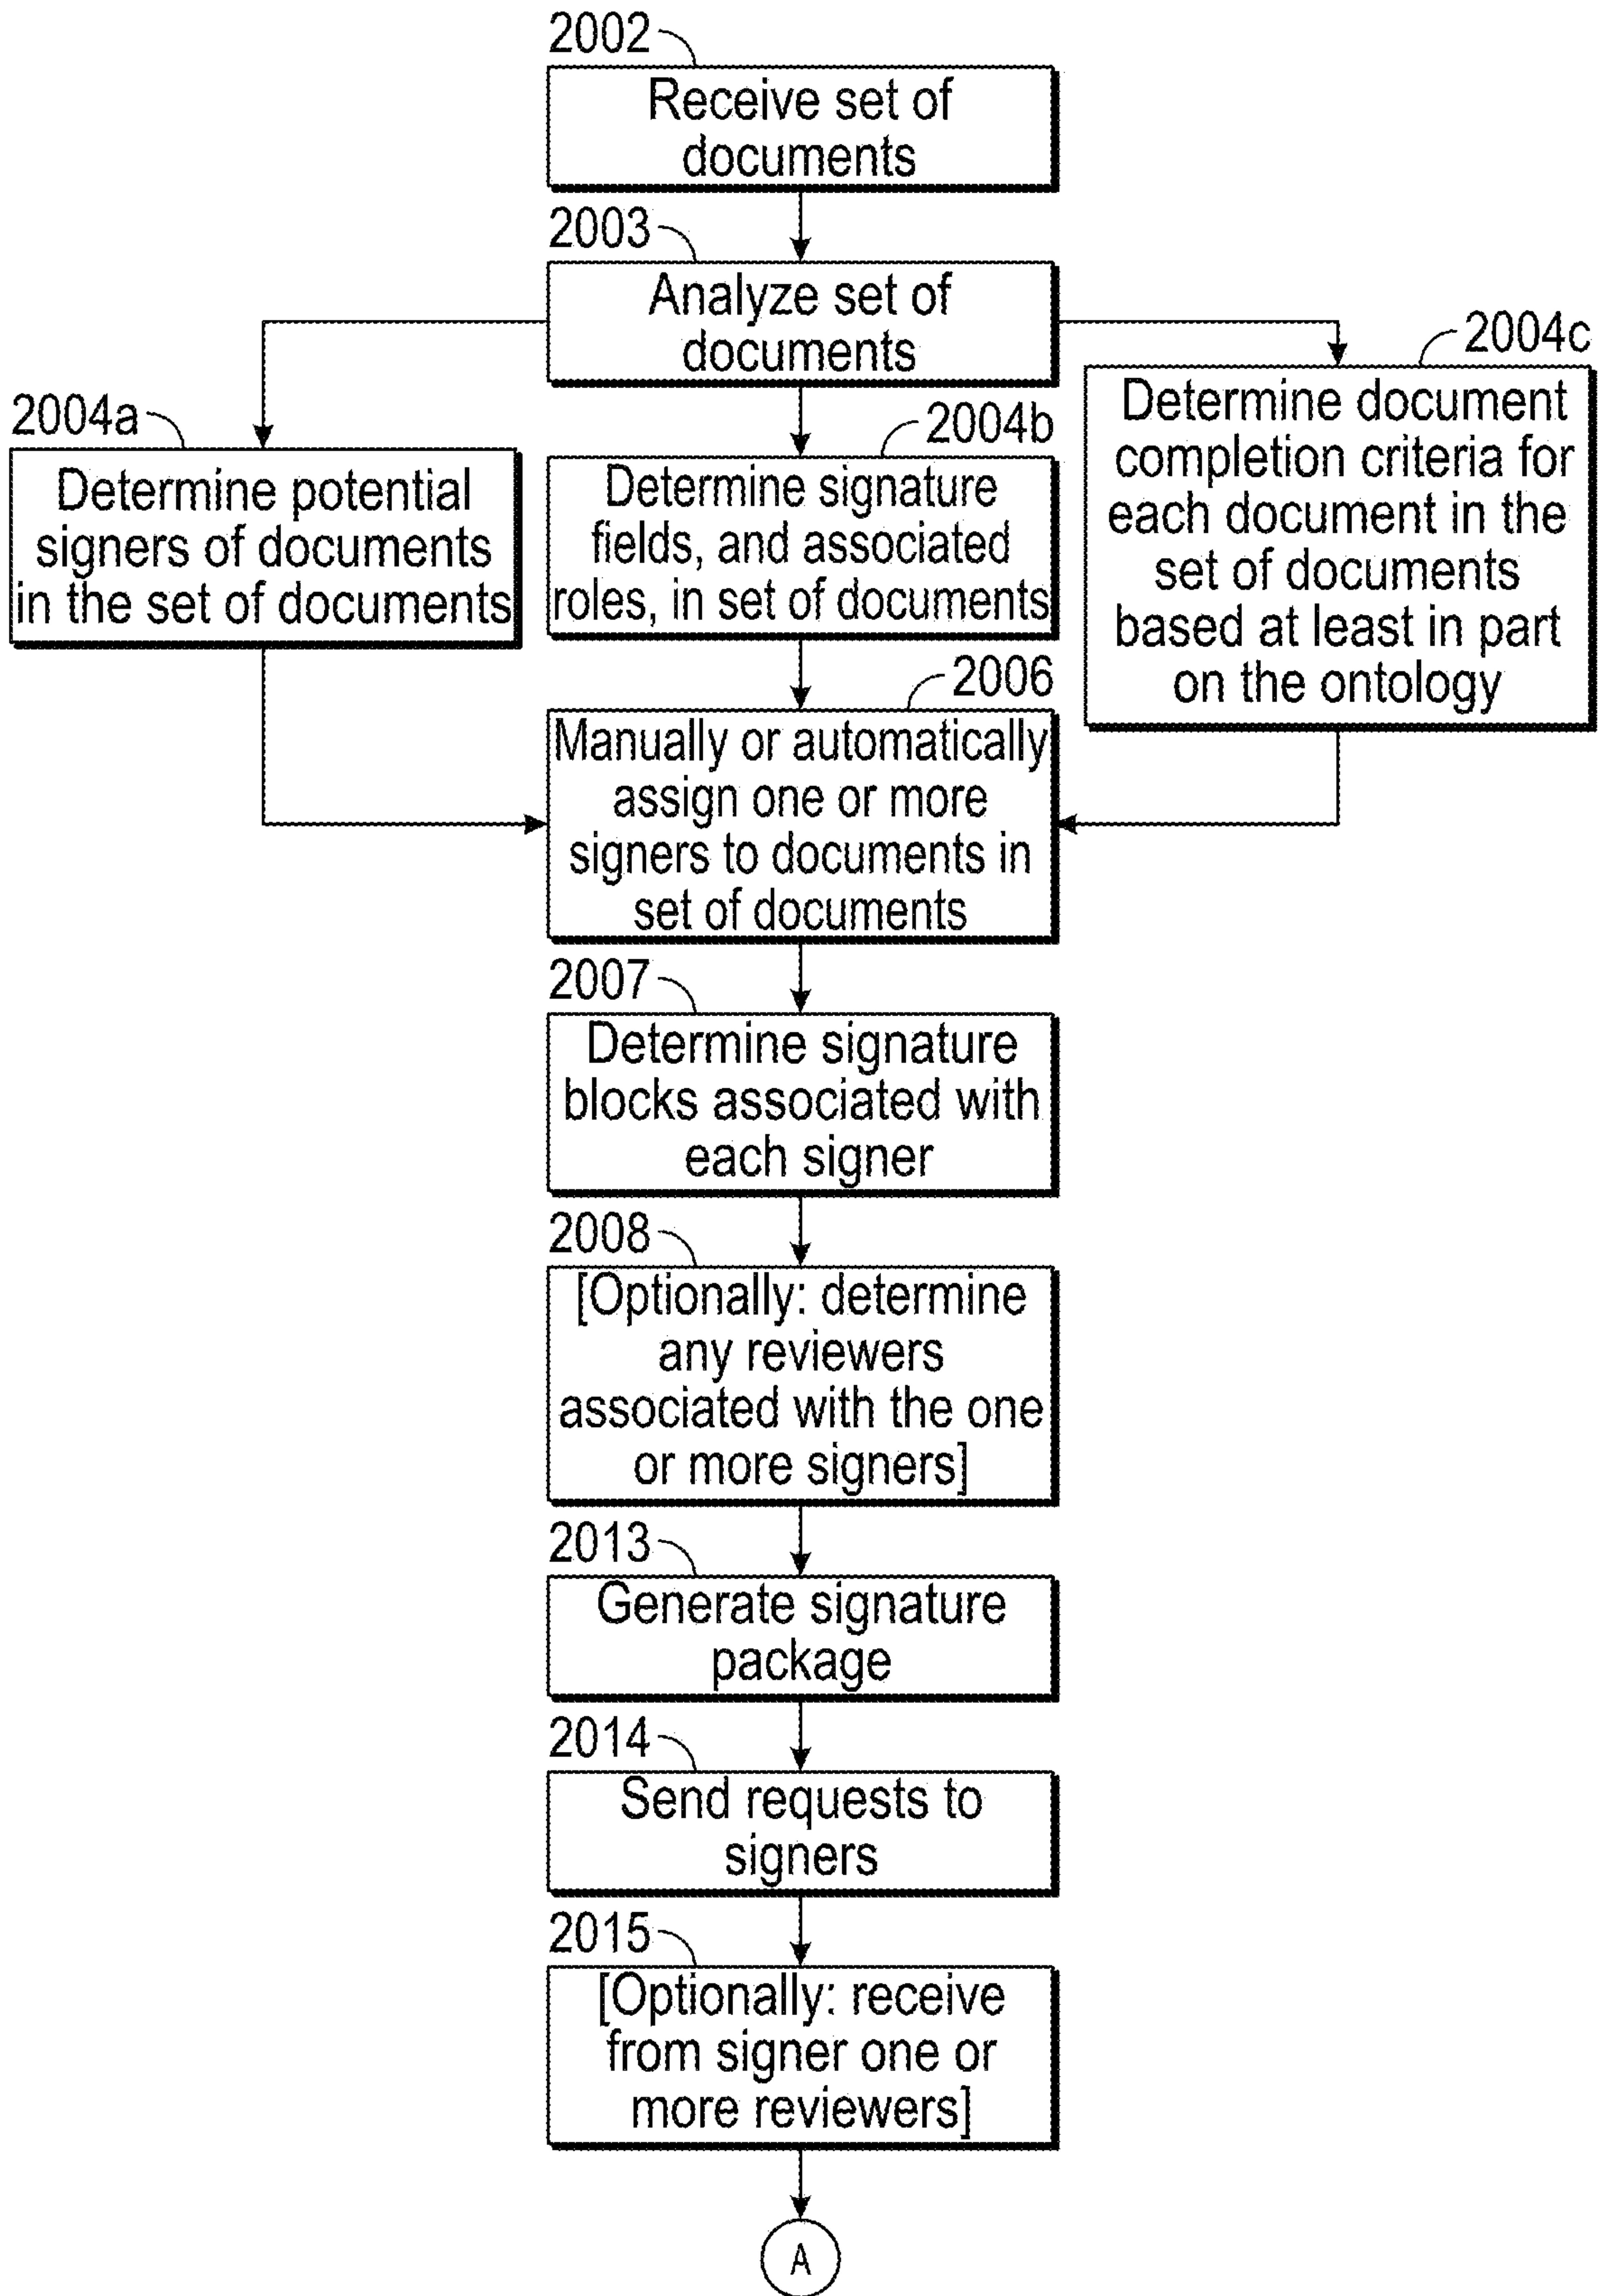 2002
Receive set of
documents
2003
Analyze set of
documents
2004a
Determine potential
signers of documents
in the set of documents
2004b
Determine signature
fields, and associated
roles, in set of documents
2004c
Determine document
completion criteria for
each document in the
set of documents
based at least in part
on the ontology
2006
Manually or automatically
assign one or more
signers to documents in
set of documents
2007
Determine signature
blocks associated with
each signer
2008
[Optionally: determine
any reviewers
associated with the one
or more signers]
2013
Generate signature
package
2014
Send requests to
signers
2015
[Optionally: receive
from signer one or
more reviewers]
A